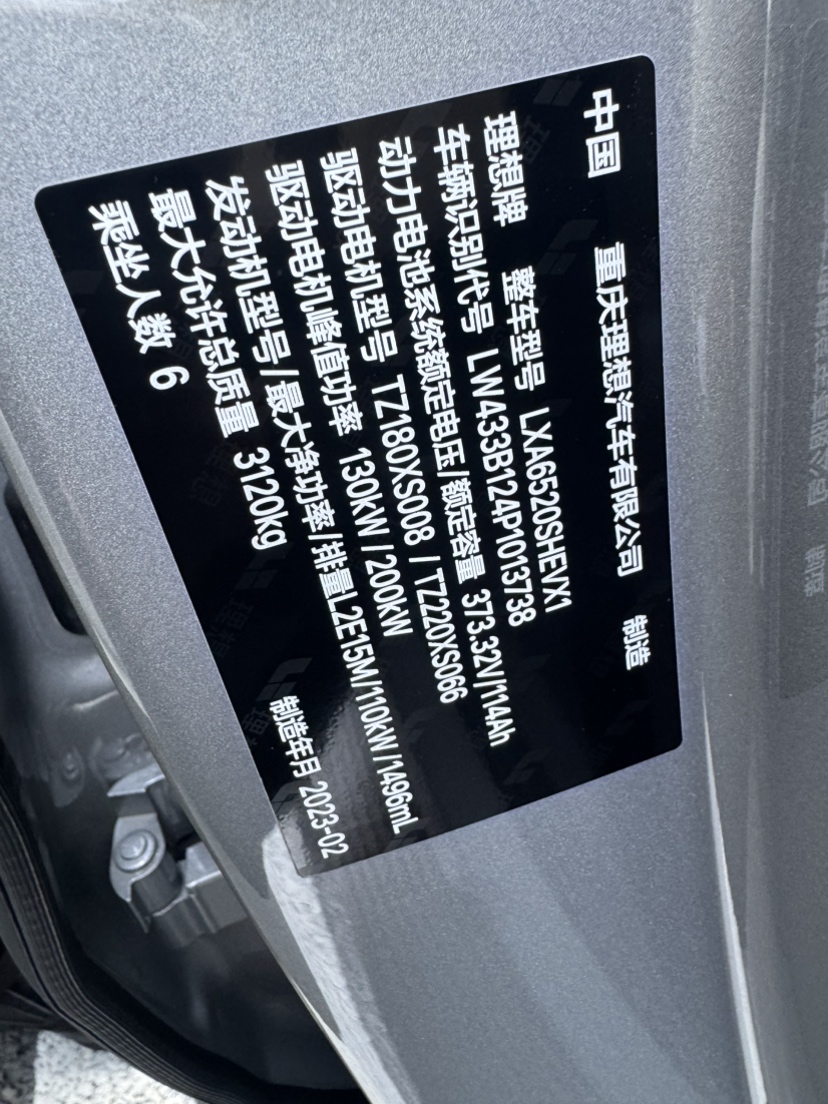 中国 重庆理想汽车有限公司 制造
理想牌 整车型号 LXA6520SHEVX1
车辆识别代号 LW433B124P1013738
动力电池系统额定电压/额定容量 373.32V/114Ah
驱动电机型号 TZ180XS008 / TZ220XS066
驱动电机峰值功率 130kW/200kW
发动机型号/最大净功率/排量L2E15M/110kW/1496mL
最大允许总质量 3120kg
乘坐人数 6
制造年月 2023-02